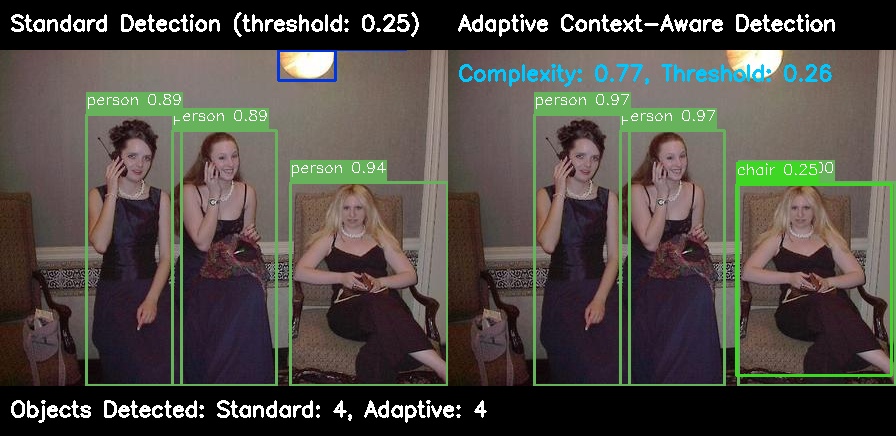 Standard Detection (threshold: 0.25)
Adaptive Context-Aware Detection
Complexity: 0.77, Threshold: 0.26
person 0.89
person 0.89
person 0.94
person 0.97
person 0.97
chair 0.25
Objects Detected: Standard: 4, Adaptive: 4